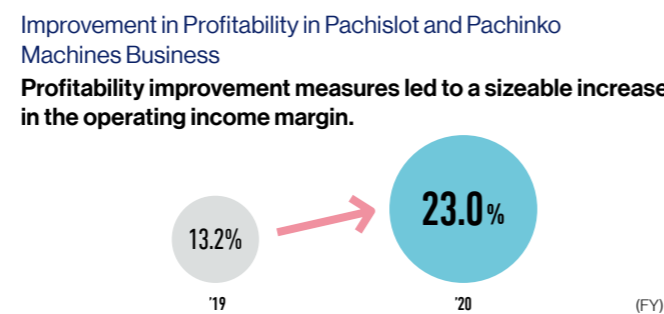 Improvement in Profitability in Pachislot and Pachinko
Machines Business
Profitability improvement measures led to a sizeable increase
in the operating income margin.
13.2%
23.0%
'19
'20
(FY)